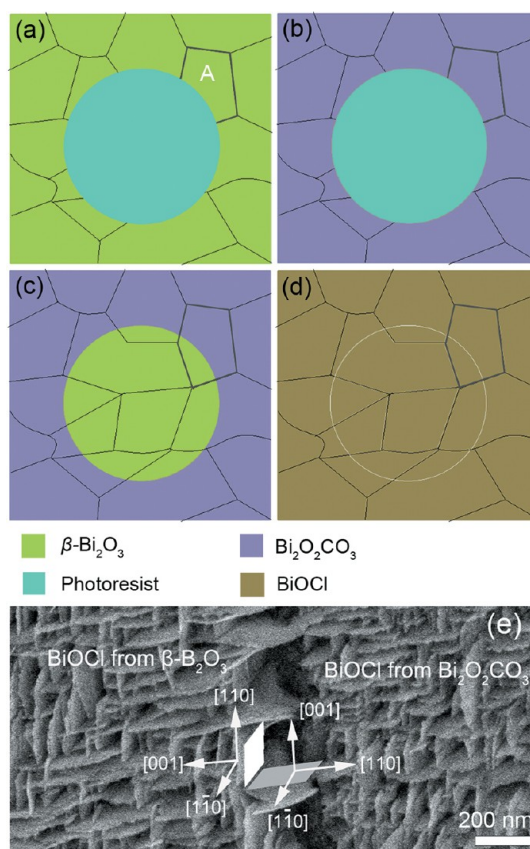 (a)
(b)
A
(c)
(d)
β-Bi₂O₃
Bi₂O₂CO₃
Photoresist
BiOCl
(e)
BiOCl from β-B₂O₃
BiOCl from Bi₂O₂CO₃
[110]
[001]
[001]
[110]
[11̄0]
[11̄0]
200 nm